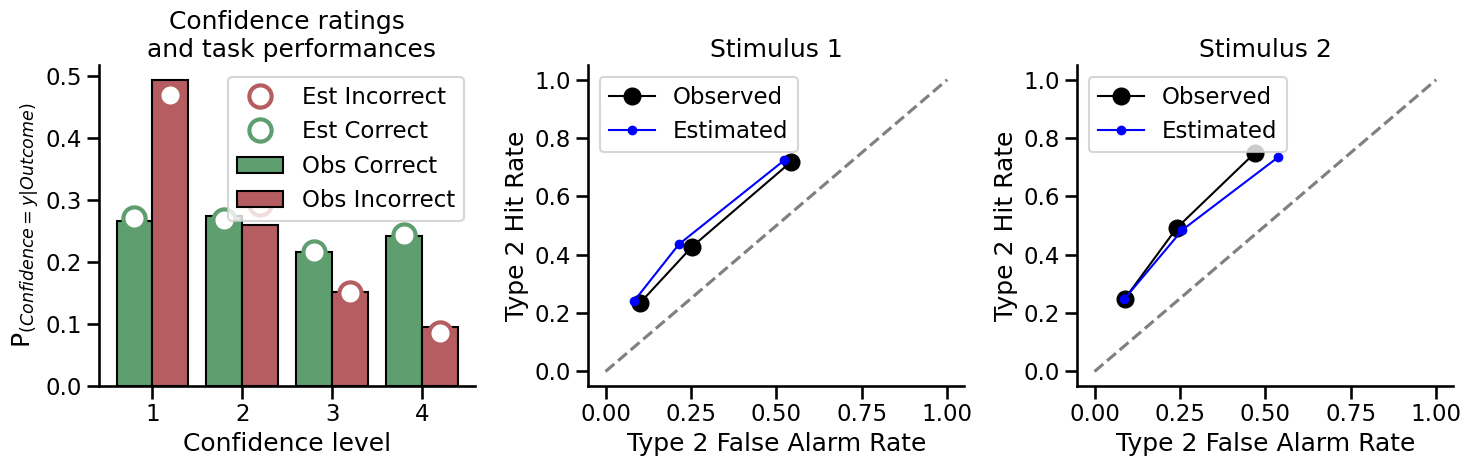 Confidence ratings
and task performances
P(Confidence = y|Outcome)
0.5
0.4
0.3
0.2
0.1
0.0
1 2 3 4
Confidence level
Est Incorrect
Est Correct
Obs Correct
Obs Incorrect
Stimulus 1
Type 2 Hit Rate
1.0
0.8
0.6
0.4
0.2
0.0
0.00 0.25 0.50 0.75 1.00
Type 2 False Alarm Rate
Observed
Estimated
Stimulus 2
Type 2 Hit Rate
1.0
0.8
0.6
0.4
0.2
0.0
0.00 0.25 0.50 0.75 1.00
Type 2 False Alarm Rate
Observed
Estimated